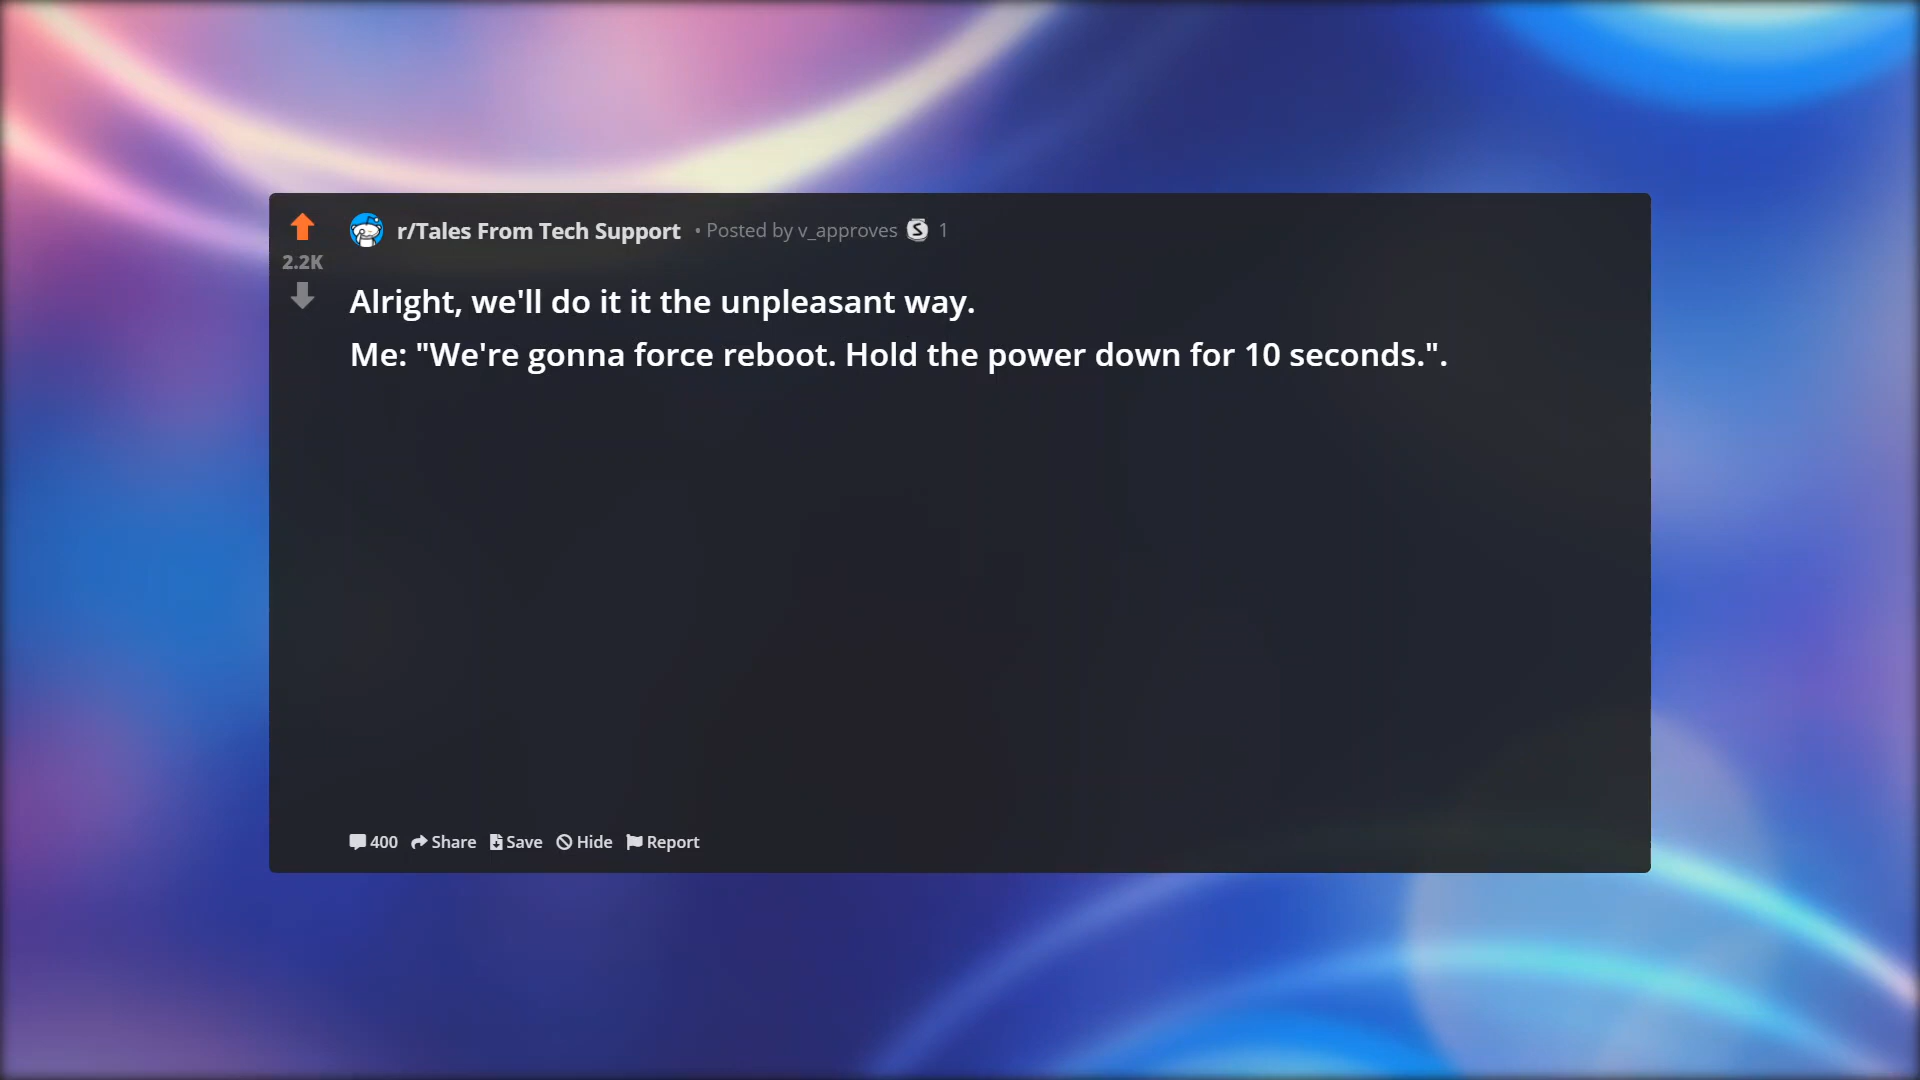 r/Tales From Tech Support • Posted by v_approves S 1
2.2K
Alright, we'll do it it the unpleasant way.
Me: "We're gonna force reboot. Hold the power down for 10 seconds.".
400 Share Save Hide Report